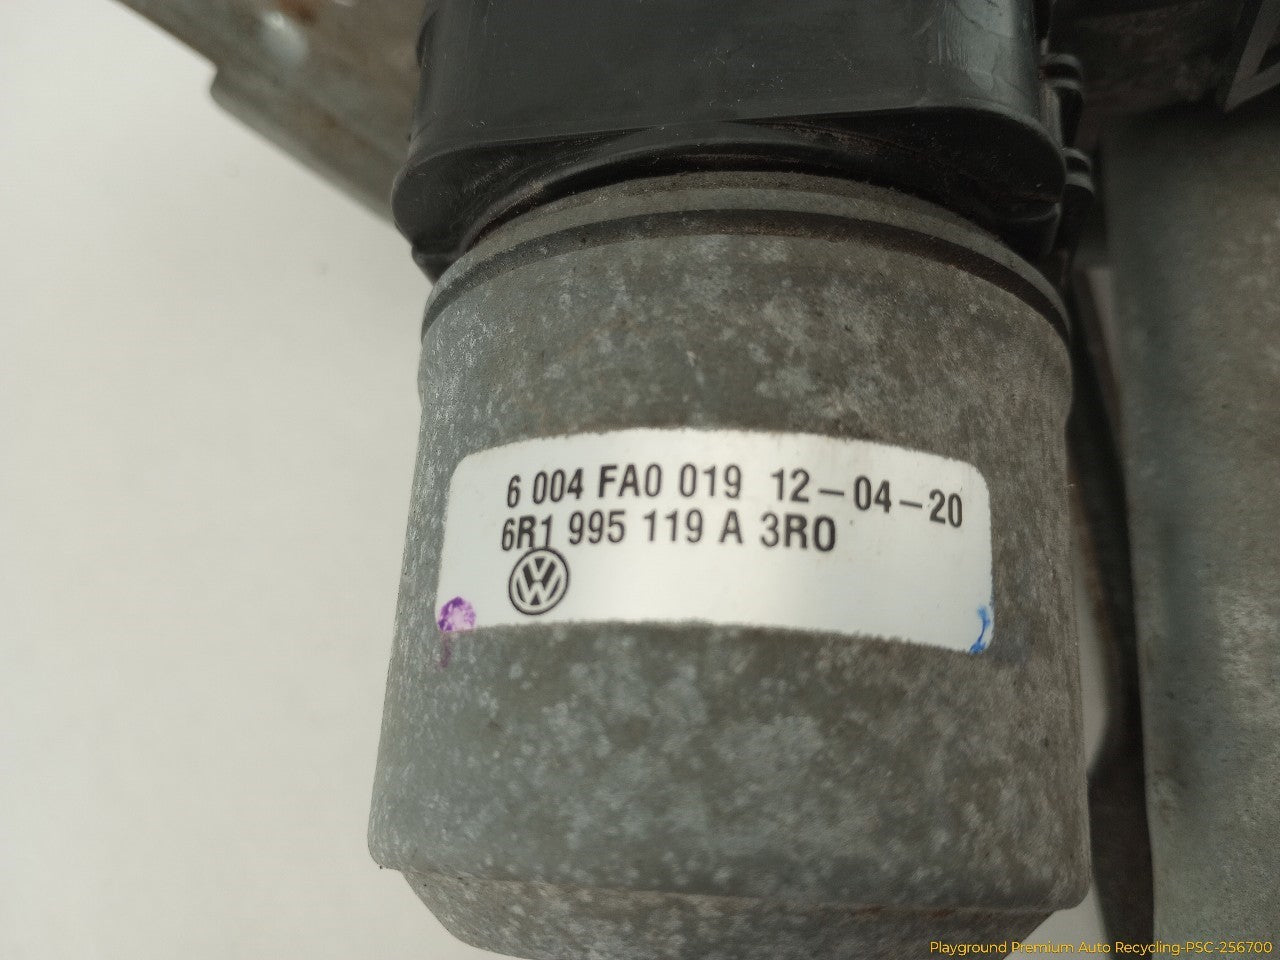 6 004 FA0 019 12-04-20
6R1 995 119 A 3R0
Playground Premium Auto Recycling-PSC-256700